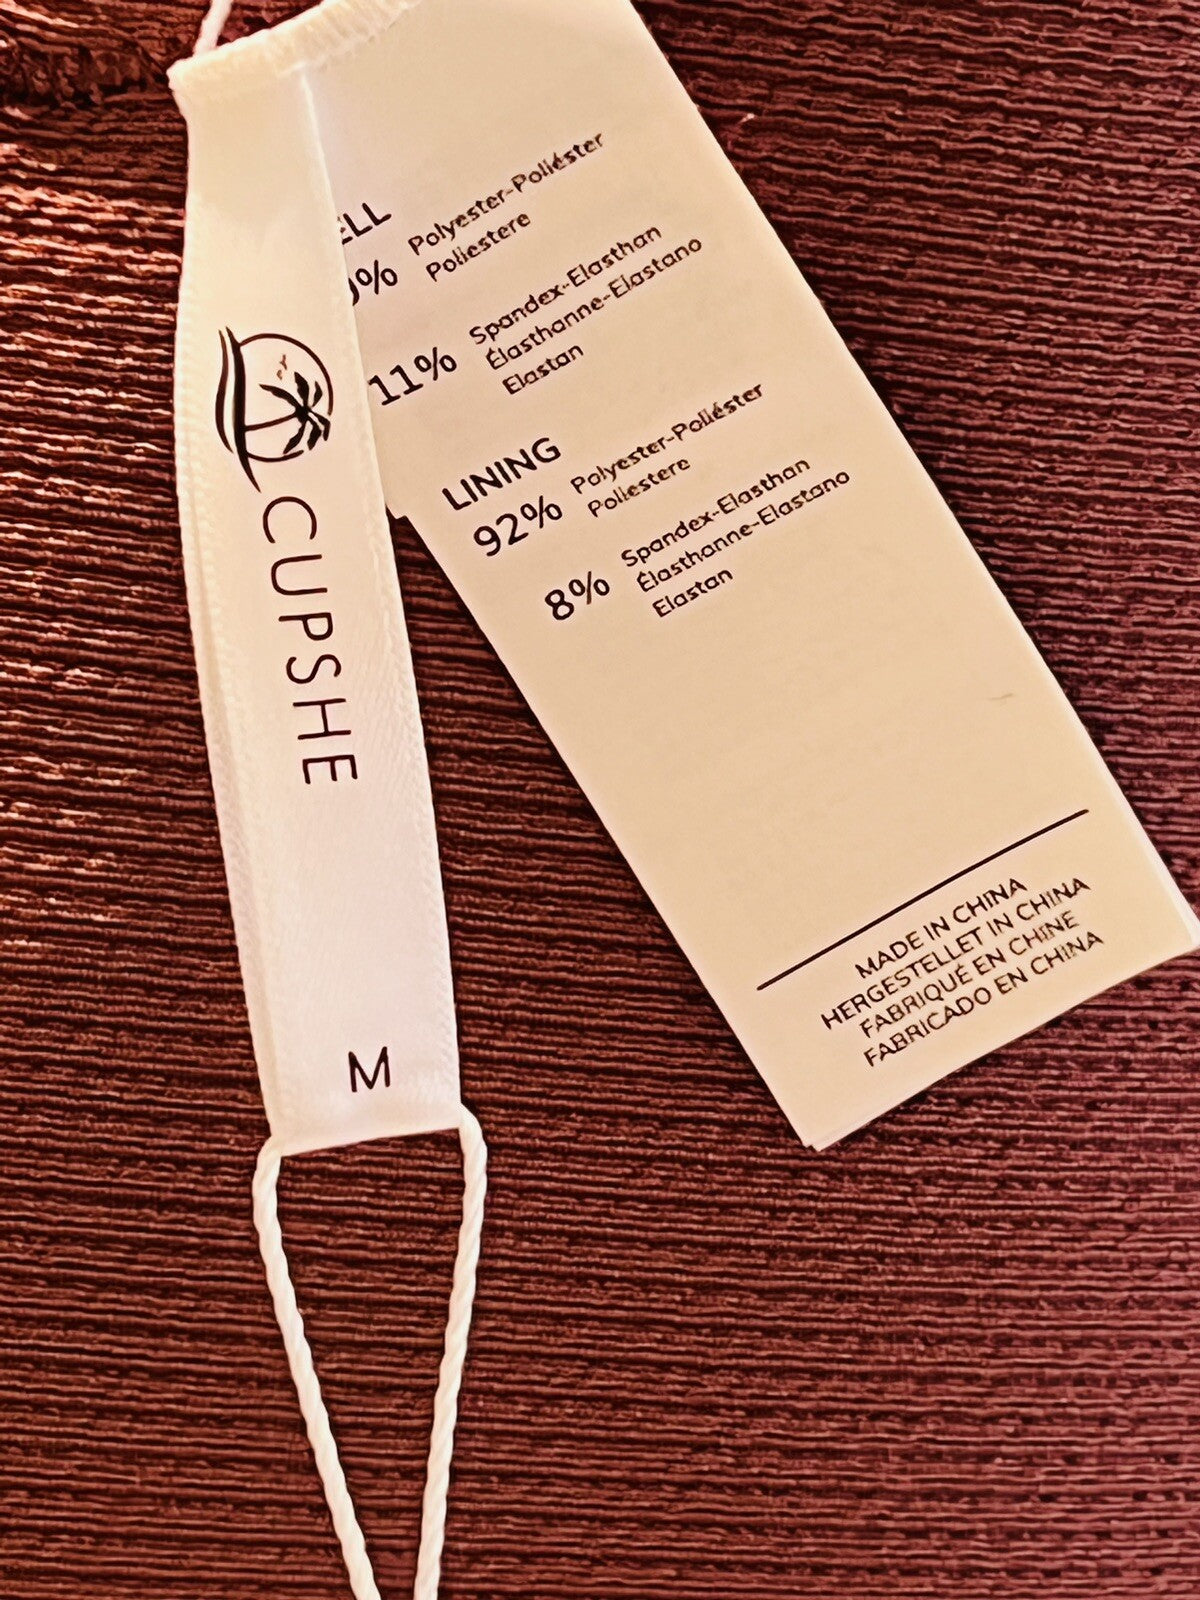 CUPSHE
M
Polyester-Poliéster
Poliestere
11% Spandex-Elasthan
Élasthanne-Elastano
Elastan
LINING
92% Polyester-Poliéster
Poliestere
8% Spandex-Elasthan
Élasthanne-Elastano
Elastan
MADE IN CHINA
HERGESTELLET IN CHINA
FABRIQUÉ EN CHINE
FABRICADO EN CHINA